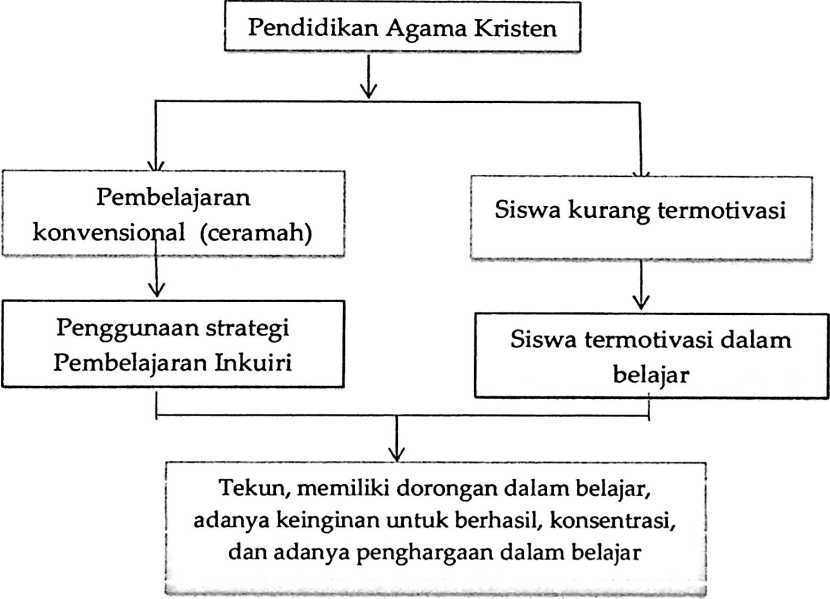 Pendidikan Agama Kristen
Pembelajaran
konvensional (ceramah)
Siswa kurang termotivasi
Penggunaan strategi
Pembelajaran Inkuiri
Siswa termotivasi dalam
belajar
Tekun, memiliki dorongan dalam belajar,
adanya keinginan untuk berhasil, konsentrasi,
dan adanya penghargaan dalam belajar